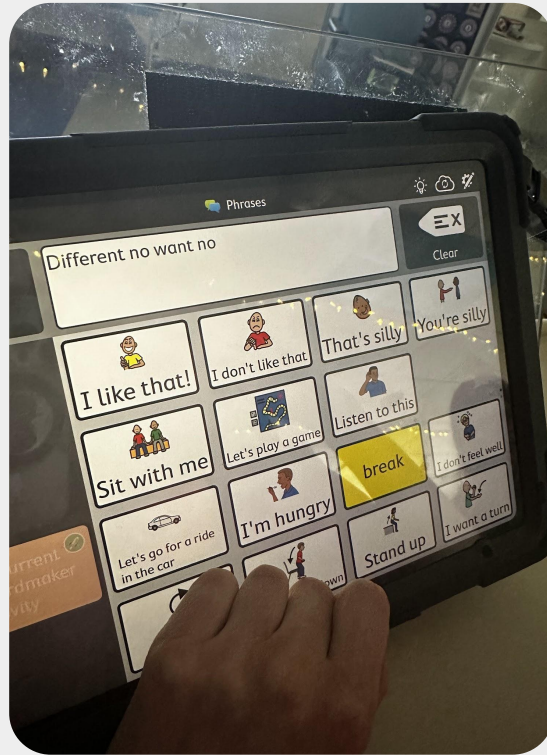 Phrases
Different no want no
Clear
I like that!
I don't like that
That's silly
You're silly
Sit with me
Let's play a game
Listen to this
Let's go for a ride
in the car
I'm hungry
break
I don't feel well
Stand up
I want a turn